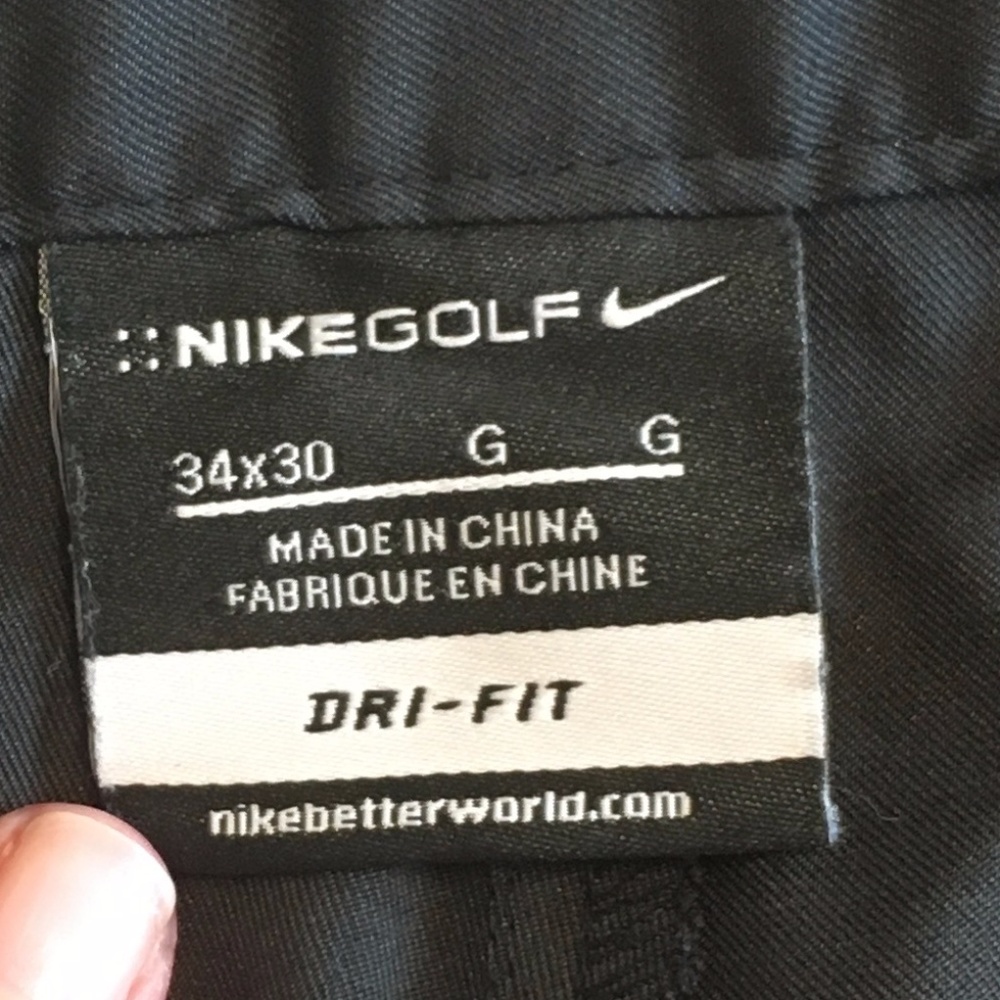 NIKEGOLF
34x30 G G
MADE IN CHINA
FABRIQUE EN CHINE
DRI-FIT
nikebetterworld.com